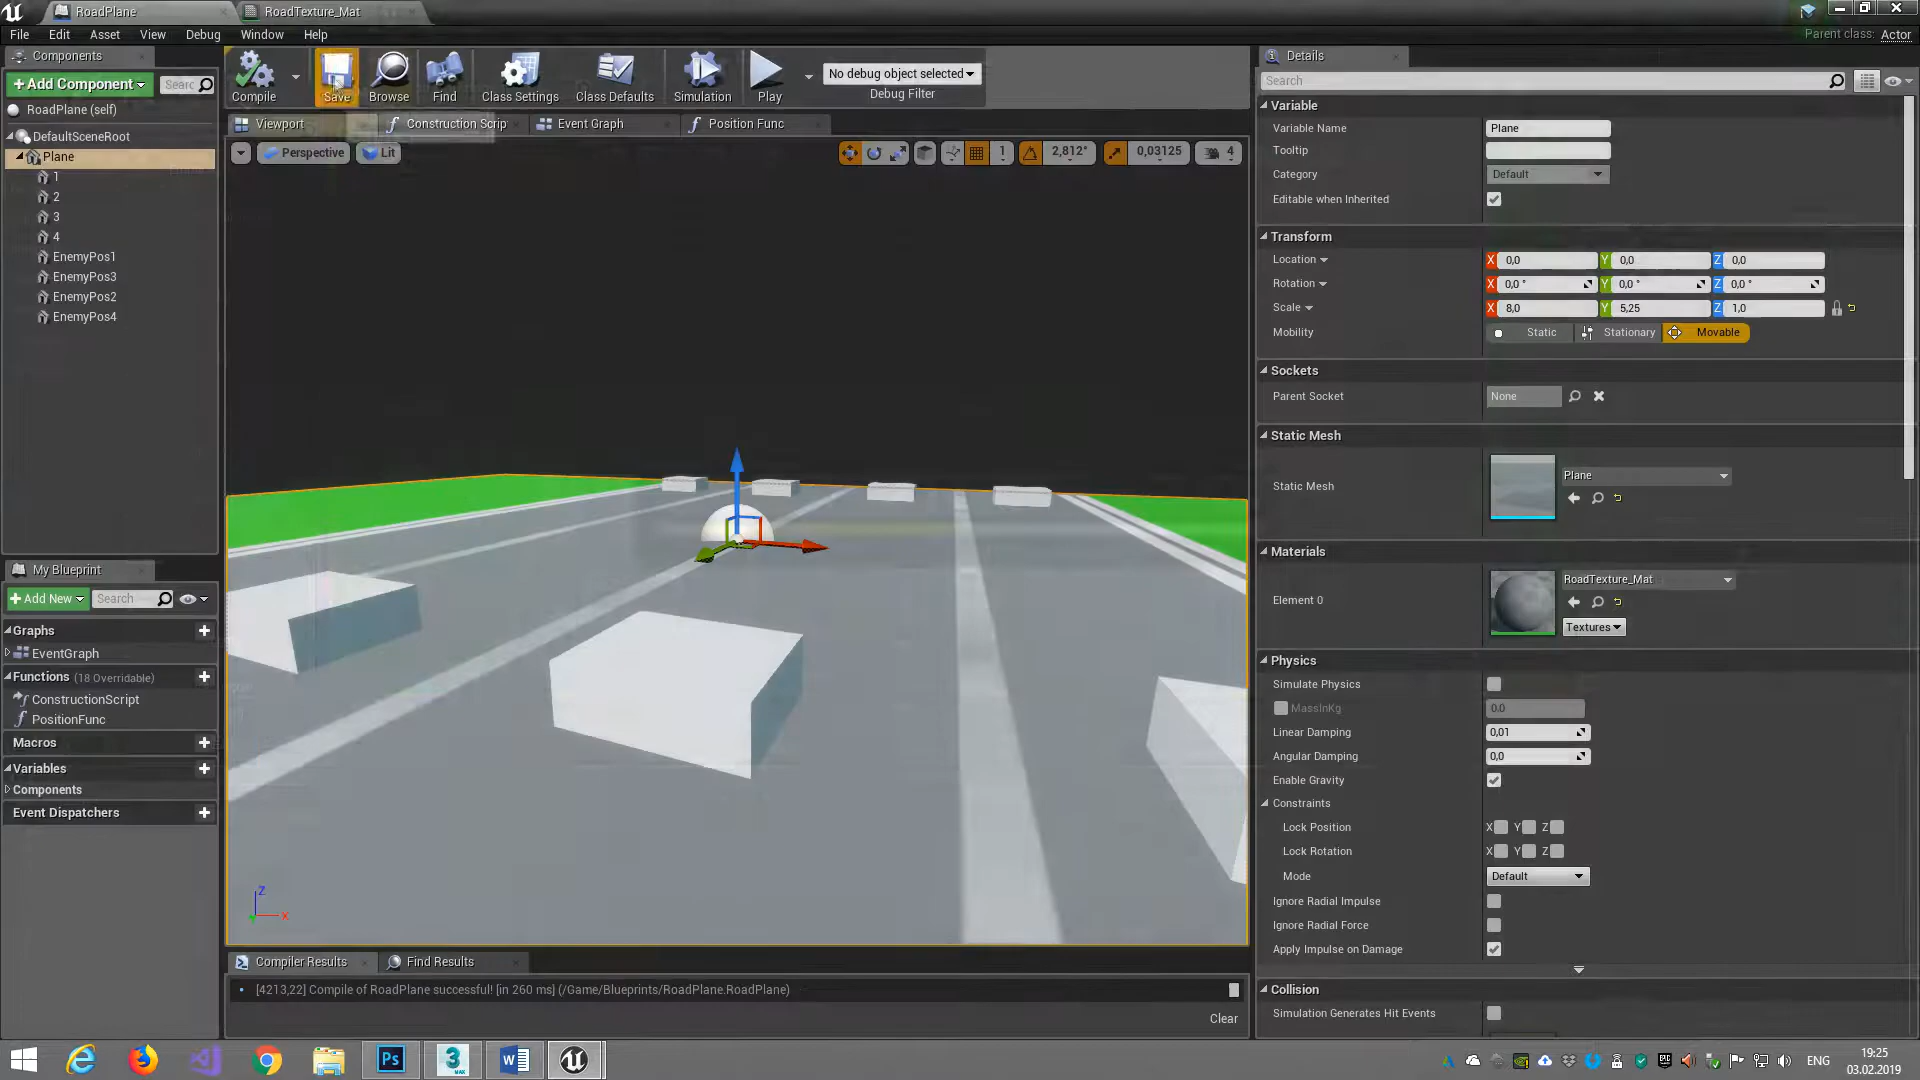 RoadPlane
RoadTexture_Mat
File Edit Asset View Debug Window Help
Parent class: Actor
Components
+ Add Component
Searc
RoadPlane (self)
DefaultSceneRoot
Plane
1
2
3
4
EnemyPos1
EnemyPos3
EnemyPos2
EnemyPos4
My Blueprint
+ Add New
Search
Graphs
EventGraph
Functions (18 Overridable)
ConstructionScript
PositionFunc
Macros
Variables
Components
Event Dispatchers
Compile
Save
Browse
Find
Class Settings
Class Defaults
Simulation
Play
No debug object selected
Debug Filter
Viewport
Construction Scrip
Event Graph
Position Func
Perspective
Lit
1
2,812°
0,03125
4
Z
X
Compiler Results
Find Results
[4213,22] Compile of RoadPlane successful! [in 260 ms] (/Game/Blueprints/RoadPlane.RoadPlane)
Clear
Details
Search
Variable
Variable Name Plane
Tooltip
Category Default
Editable when Inherited
Transform
Location X 0,0 Y 0,0 Z 0,0
Rotation X 0,0 ° Y 0,0 ° Z 0,0 °
Scale X 8,0 Y 5,25 Z 1,0
Mobility Static Stationary Movable
Sockets
Parent Socket None
Static Mesh
Static Mesh Plane
Materials
Element 0 RoadTexture_Mat
Textures
Physics
Simulate Physics
MassInKg 0.0
Linear Damping 0,01
Angular Damping 0,0
Enable Gravity
Constraints
Lock Position X Y Z
Lock Rotation X Y Z
Mode Default
Ignore Radial Impulse
Ignore Radial Force
Apply Impulse on Damage
Collision
Simulation Generates Hit Events
Ps
3
MAX
ENG
19:25
03.02.2019